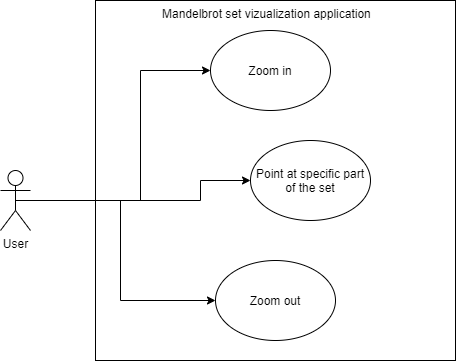 Mandelbrot set vizualization application
Zoom in
Point at specific part
of the set
User
Zoom out